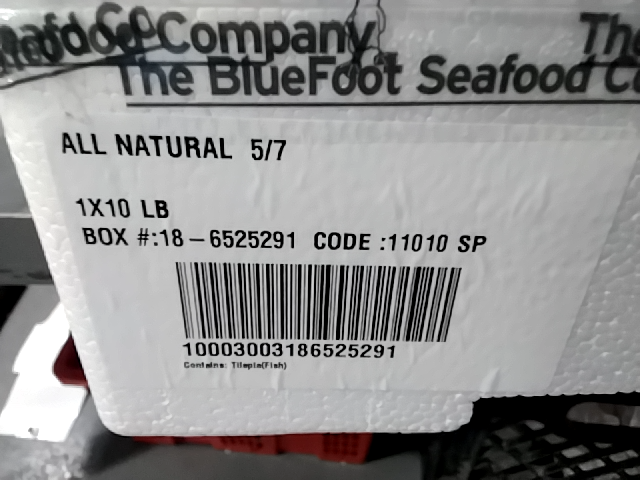 Seafood Company The
The BlueFoot Seafood
ALL NATURAL 5/7
1X10 LB
BOX #:18-6525291 CODE :11010 SP
10003003186525291
Contains: Tilapia(Fish)